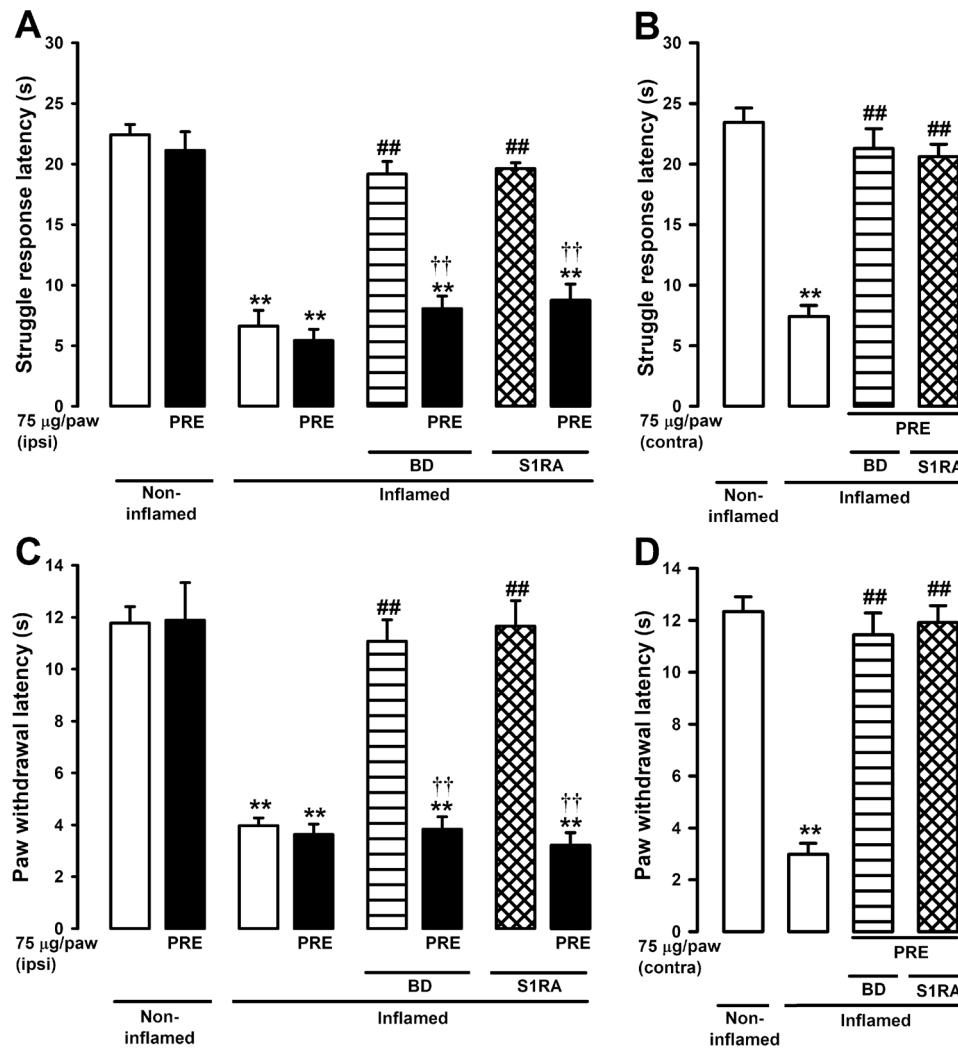 A
Struggle response latency (s)
30
25
20
15
10
5
0
**
**
##
††
**
##
††
**
75 μg/paw
(ipsi)
PRE
PRE
PRE
PRE
BD
S1RA
Non-
inflamed
Inflamed
B
Struggle response latency (s)
30
25
20
15
10
5
0
**
##
##
75 μg/paw
(contra)
PRE
BD
S1RA
Non-
inflamed
Inflamed
C
Paw withdrawal latency (s)
14
12
10
8
6
4
2
0
**
**
##
††
**
##
††
**
75 μg/paw
(ipsi)
PRE
PRE
PRE
PRE
BD
S1RA
Non-
inflamed
Inflamed
D
Paw withdrawal latency (s)
14
12
10
8
6
4
2
0
**
##
##
75 μg/paw
(contra)
PRE
BD
S1RA
Non-
inflamed
Inflamed